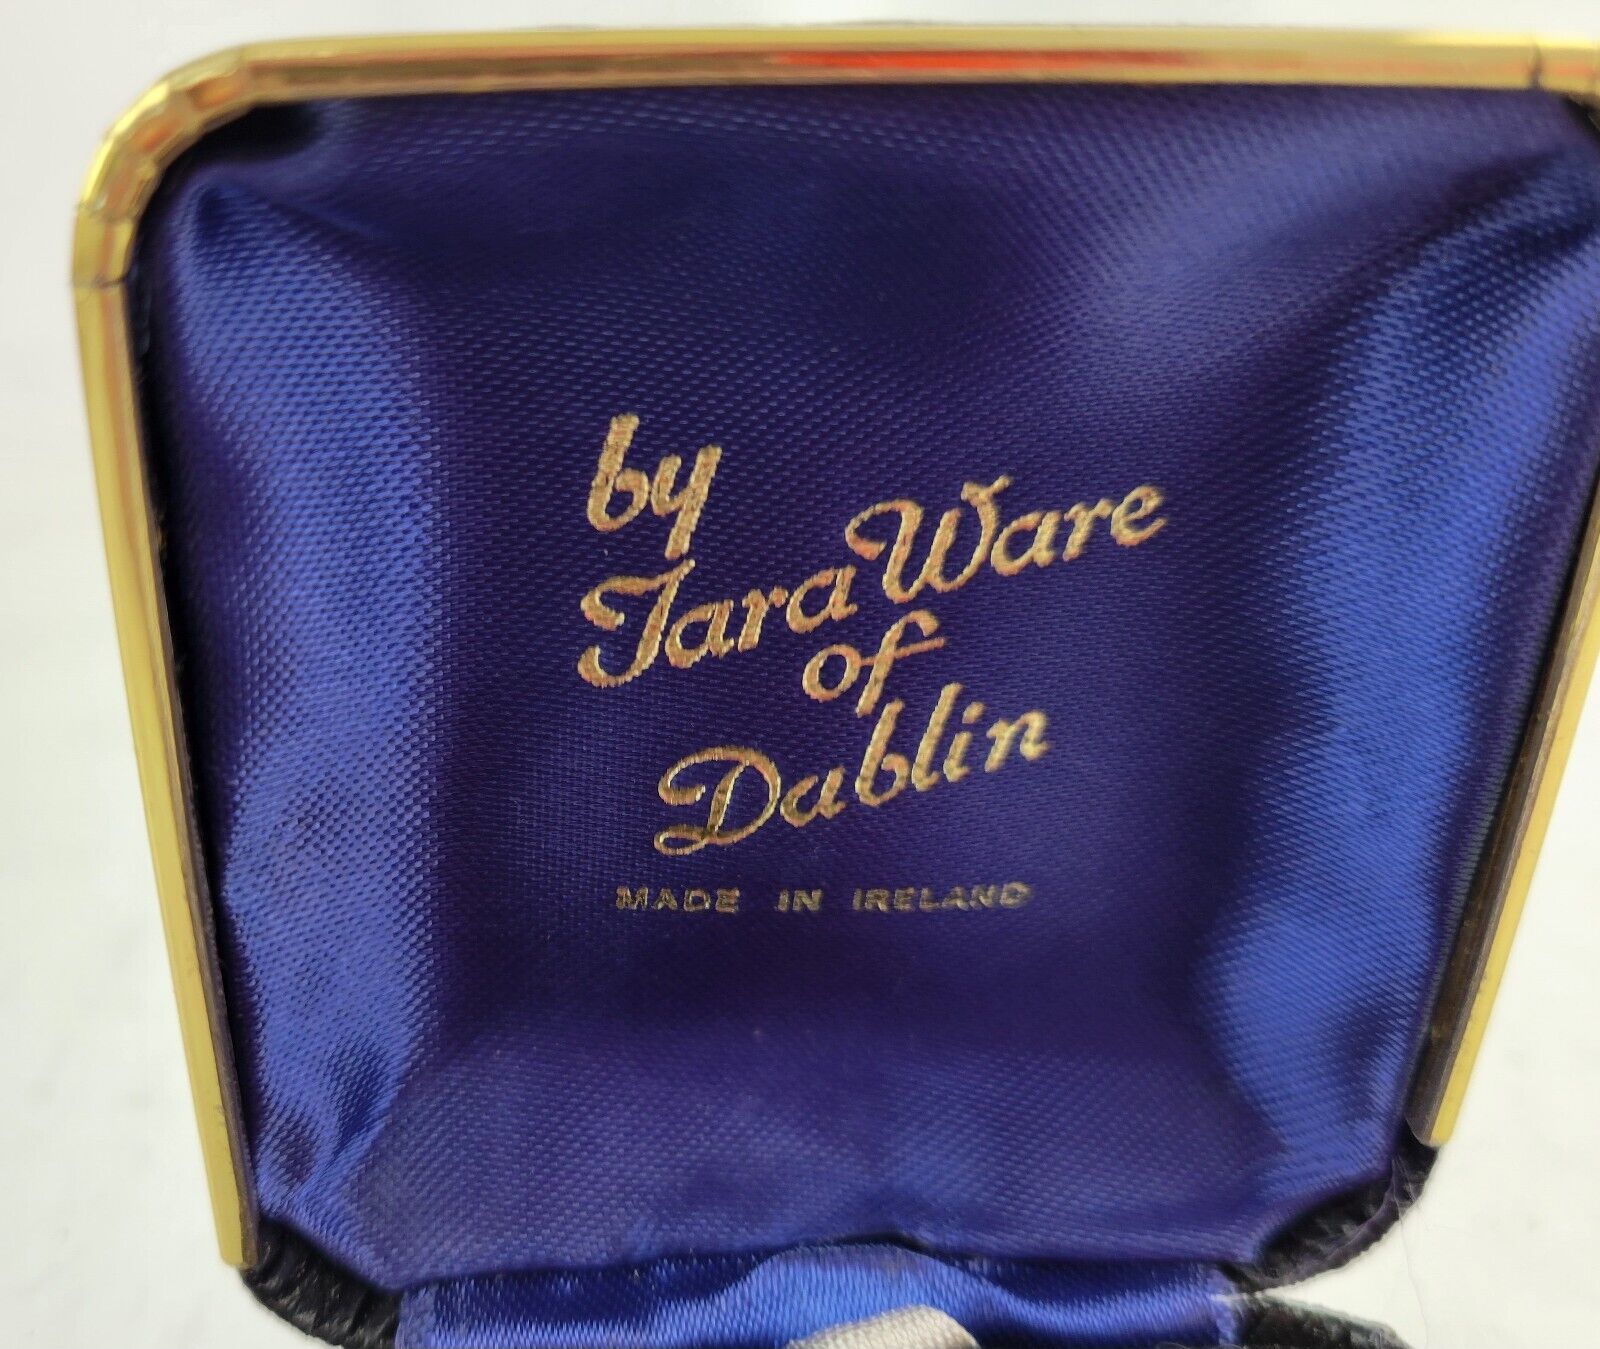 by
Tara Ware
of
Dublin
MADE IN IRELAND